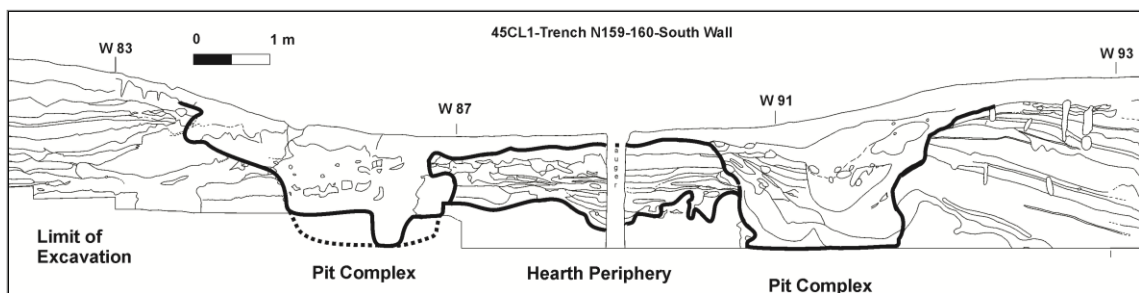 45CL1-Trench N159-160-South Wall
W 83
0 1 m
W 93
W 87
W 91
Limit of
Excavation
Pit Complex
Hearth Periphery
Pit Complex